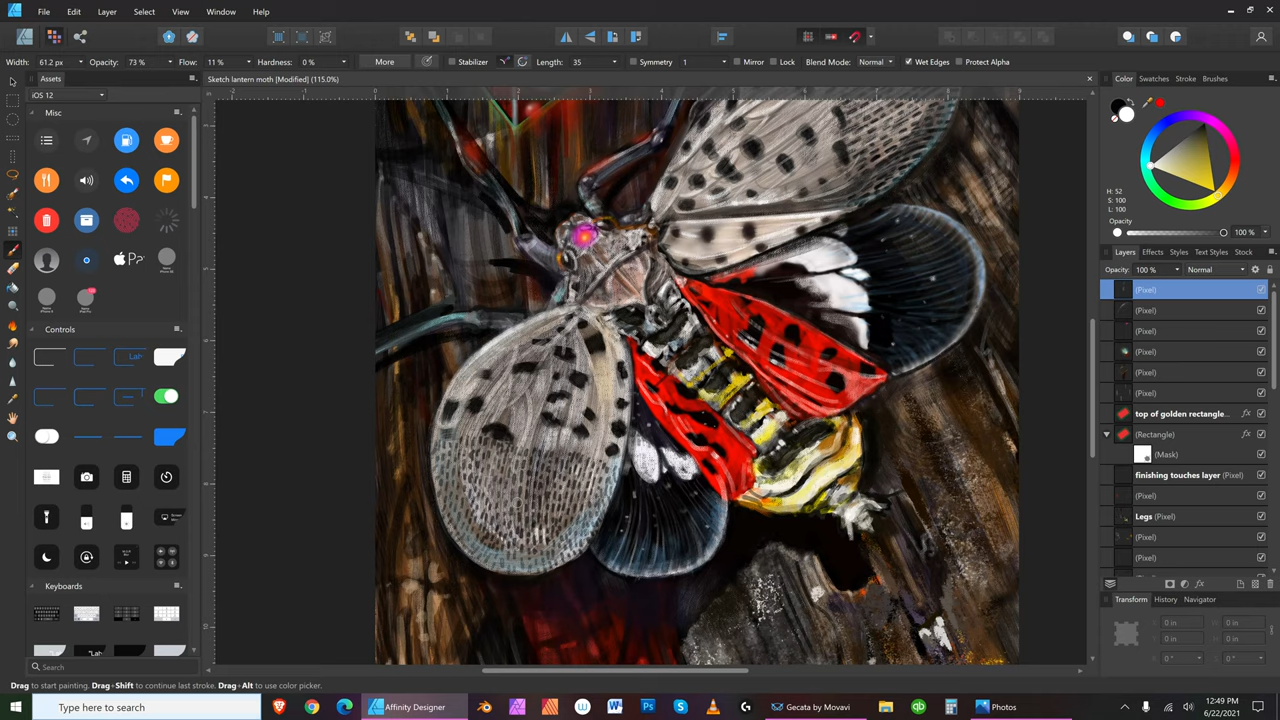 File Edit Layer Select View Window Help
Width: 61.2 px Opacity: 73 % Flow: 11 % Hardness: 0 % More Stabilizer Length: 35 Symmetry 1 Mirror Lock Blend Mode: Normal Wet Edges Protect Alpha
Assets
Sketch lantern moth [Modified] (115.0%)
Color Swatches Stroke Brushes
iOS 12
Misc
H: 52
S: 100
L: 100
Opacity
100 %
Layers Effects Styles Text Styles Stock
Opacity: 100 % Normal
(Pixel)
(Pixel)
(Pixel)
(Pixel)
(Pixel)
(Pixel)
top of golden rectangle...
(Rectangle)
(Mask)
finishing touches layer (Pixel)
(Pixel)
Legs (Pixel)
(Pixel)
(Pixel)
Controls
Keyboards
Transform History Navigator
X: 0 in Y: 0 in
W: 0 in H: 0 in
0 ° 0 °
Search
Drag to start painting. Drag+Shift to continue last stroke. Drag+Alt to use color picker.
Type here to search
Affinity Designer
Gecata by Movavi
Photos
12:49 PM
6/22/2021